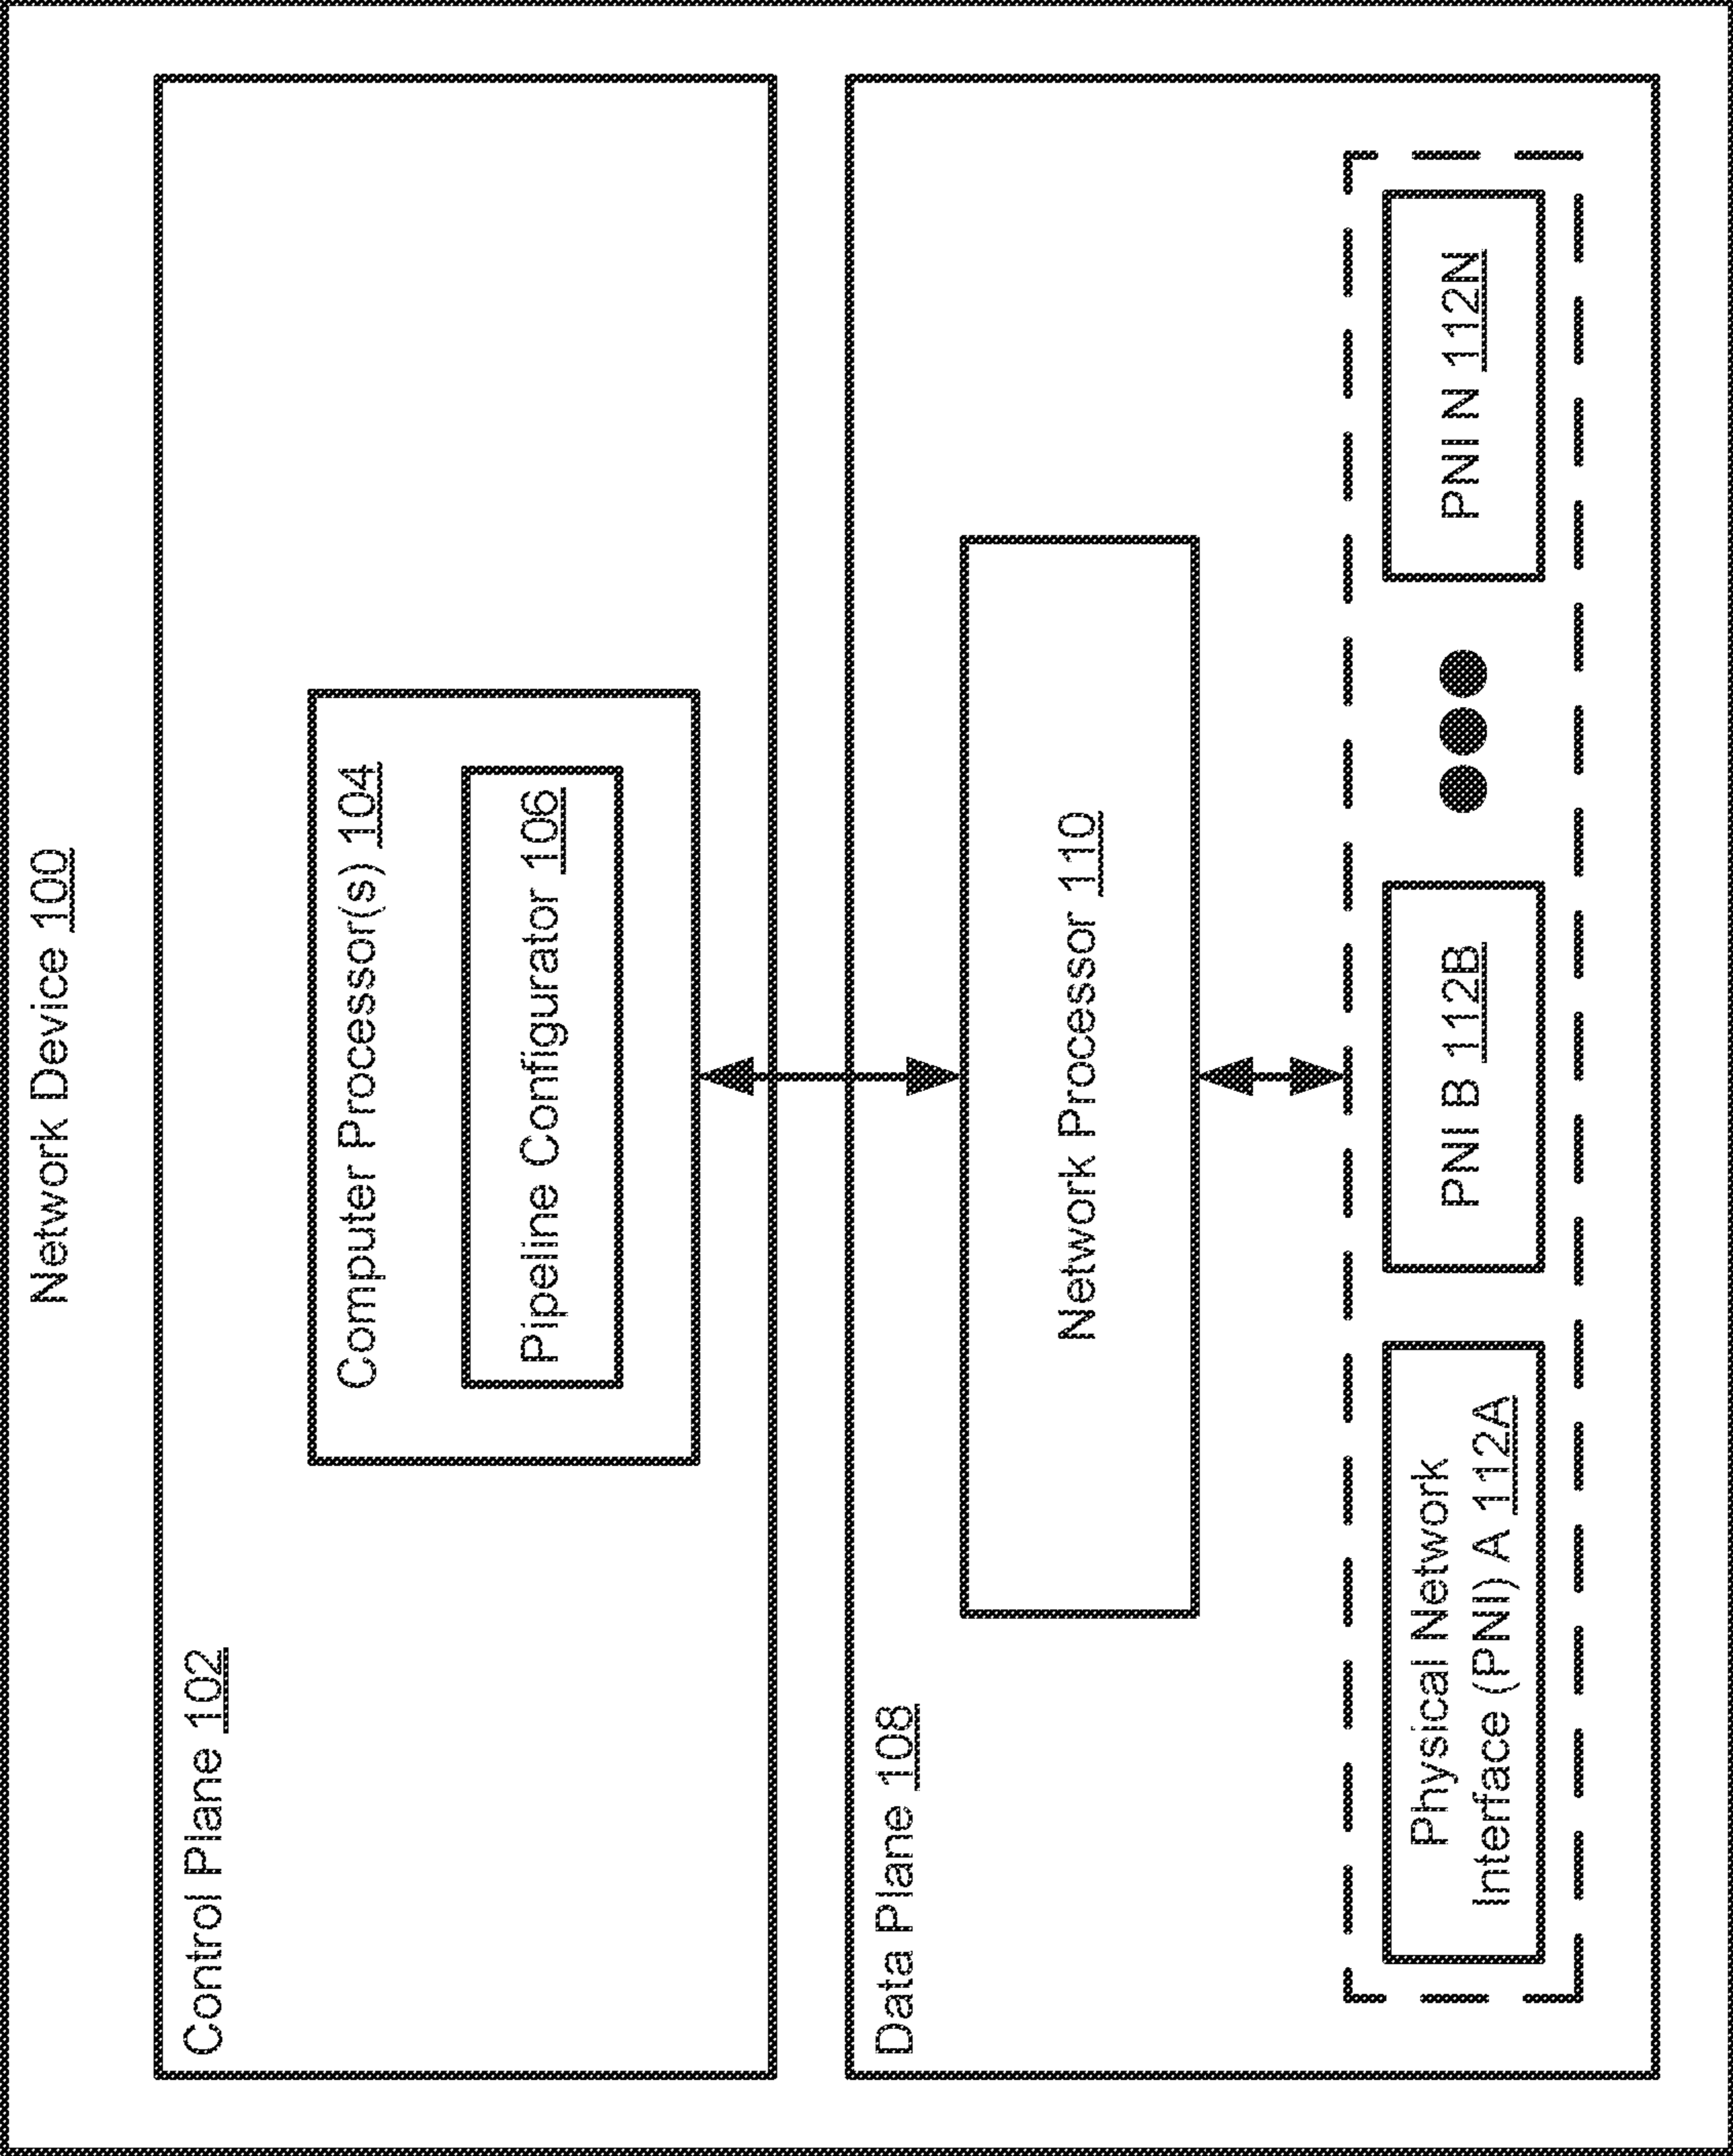 Network Device 100
Control Plane 102
Computer Processor(s) 104
Pipeline Configurator 106
Data Plane 108
Network Processor 110
Physical Network
Interface (PNI) A 112A
PNI B 112B
PNI N 112N